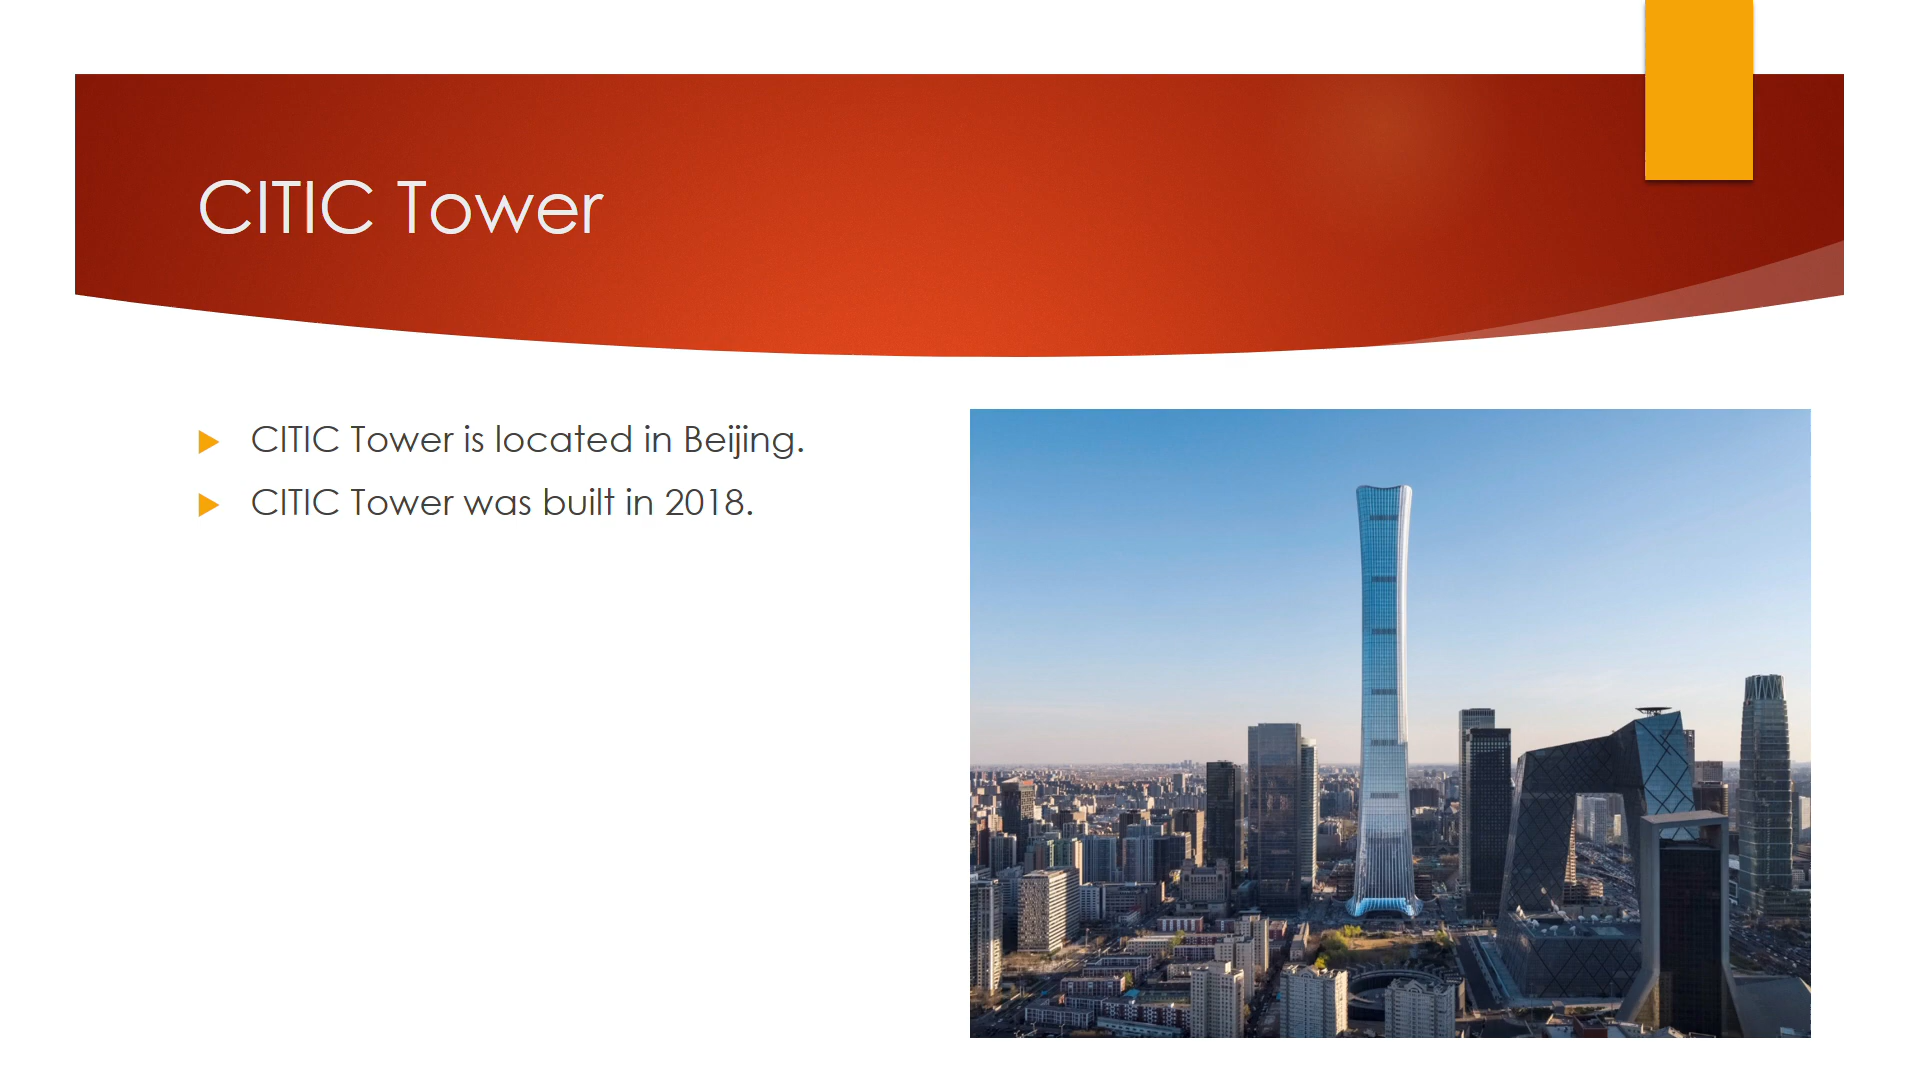 CITIC Tower
CITIC Tower is located in Beijing.
CITIC Tower was built in 2018.